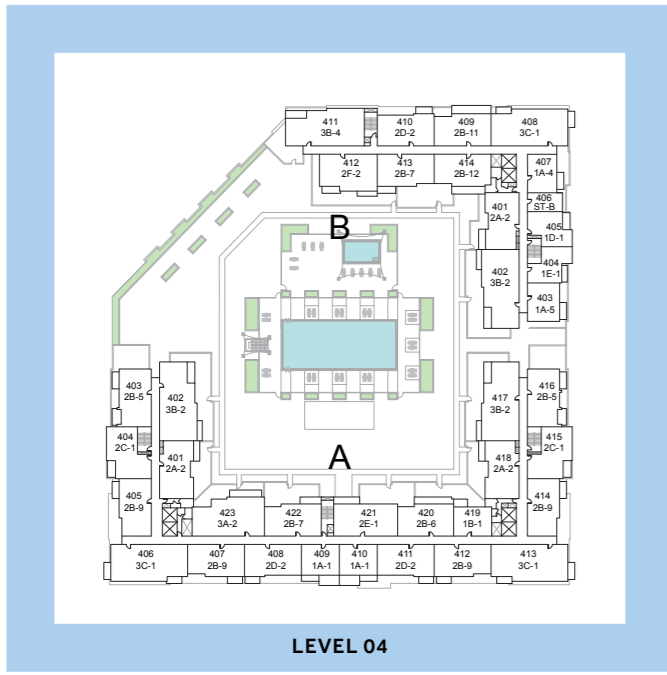 411
3B-4
410
2D-2
409
2B-11
408
3C-1
412
2F-2
413
2B-7
414
2B-12
407
1A-4
406
ST-B
401
2A-2
405
1D-1
B
402
3B-2
404
1E-1
403
1A-5
403
2B-5
402
3B-2
417
3B-2
416
2B-5
404
2C-1
401
2A-2
A
418
2A-2
415
2C-1
405
2B-9
414
2B-9
423
3A-2
422
2B-7
421
2E-1
420
2B-6
419
1B-1
406
3C-1
407
2B-9
408
2D-2
409
1A-1
410
1A-1
411
2D-2
412
2B-9
413
3C-1
LEVEL 04